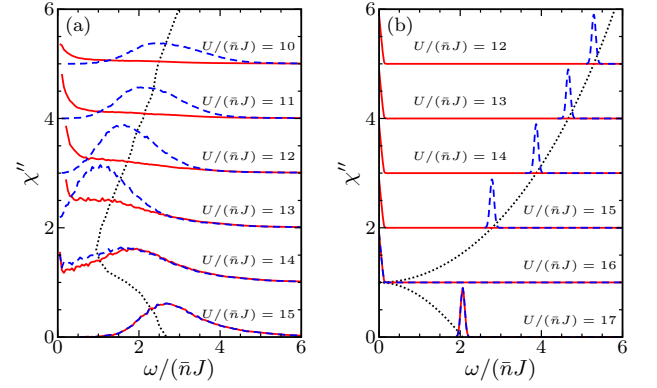 (a)
U/(n̄J) = 10
U/(n̄J) = 11
U/(n̄J) = 12
U/(n̄J) = 13
U/(n̄J) = 14
U/(n̄J) = 15
χ′′
6
4
2
0
0 2 4 6
ω/(n̄J)
(b)
U/(n̄J) = 12
U/(n̄J) = 13
U/(n̄J) = 14
U/(n̄J) = 15
U/(n̄J) = 16
U/(n̄J) = 17
χ′′
6
4
2
0
0 2 4 6
ω/(n̄J)